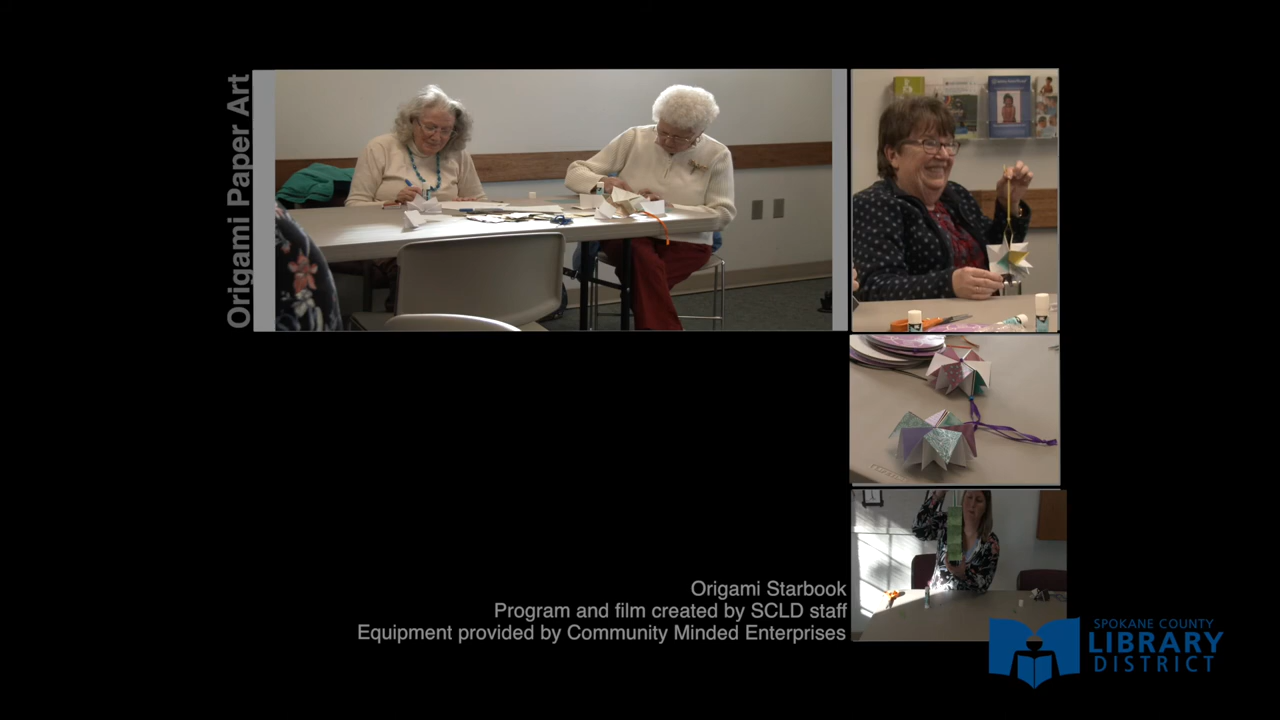 Origami Paper Art
Origami Starbook
Program and film created by SCLD staff
Equipment provided by Community Minded Enterprises
SPOKANE COUNTY
LIBRARY
DISTRICT